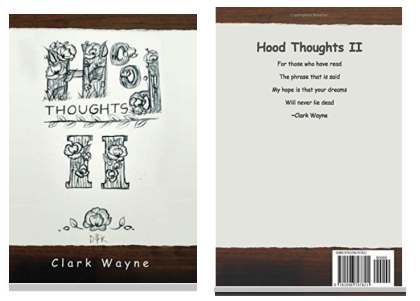 Hood
THOUGHTS
II
Clark Wayne
Hood Thoughts II
For those who have read
The phrase that is said
My hope is that your dreams
Will never lie dead
~Clark Wayne